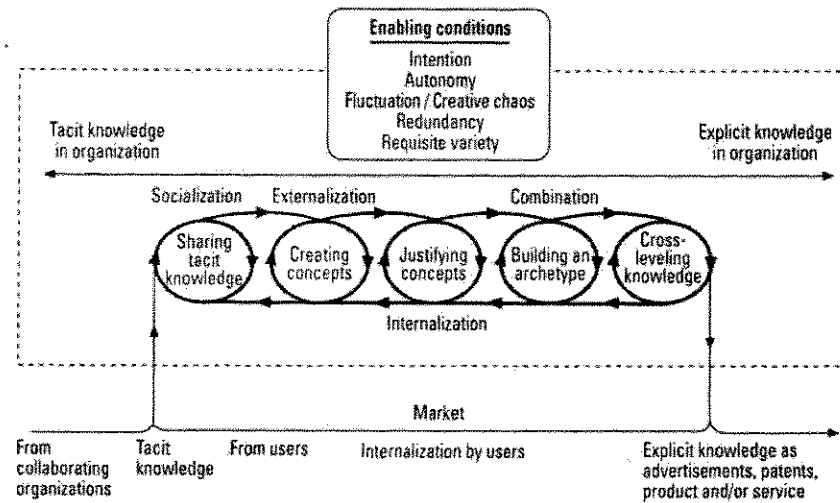 Enabling conditions
Intention
Autonomy
Fluctuation / Creative chaos
Redundancy
Requisite variety
Tacit knowledge
in organization
Explicit knowledge
in organization
Socialization
Externalization
Combination
Sharing
tacit
knowledge
Creating
concepts
Justifying
concepts
Building an
archetype
Cross-
leveling
knowledge
Internalization
Market
From
collaborating
organizations
Tacit
knowledge
From users
Internalization by users
Explicit knowledge as
advertisements, patents,
product and/or service